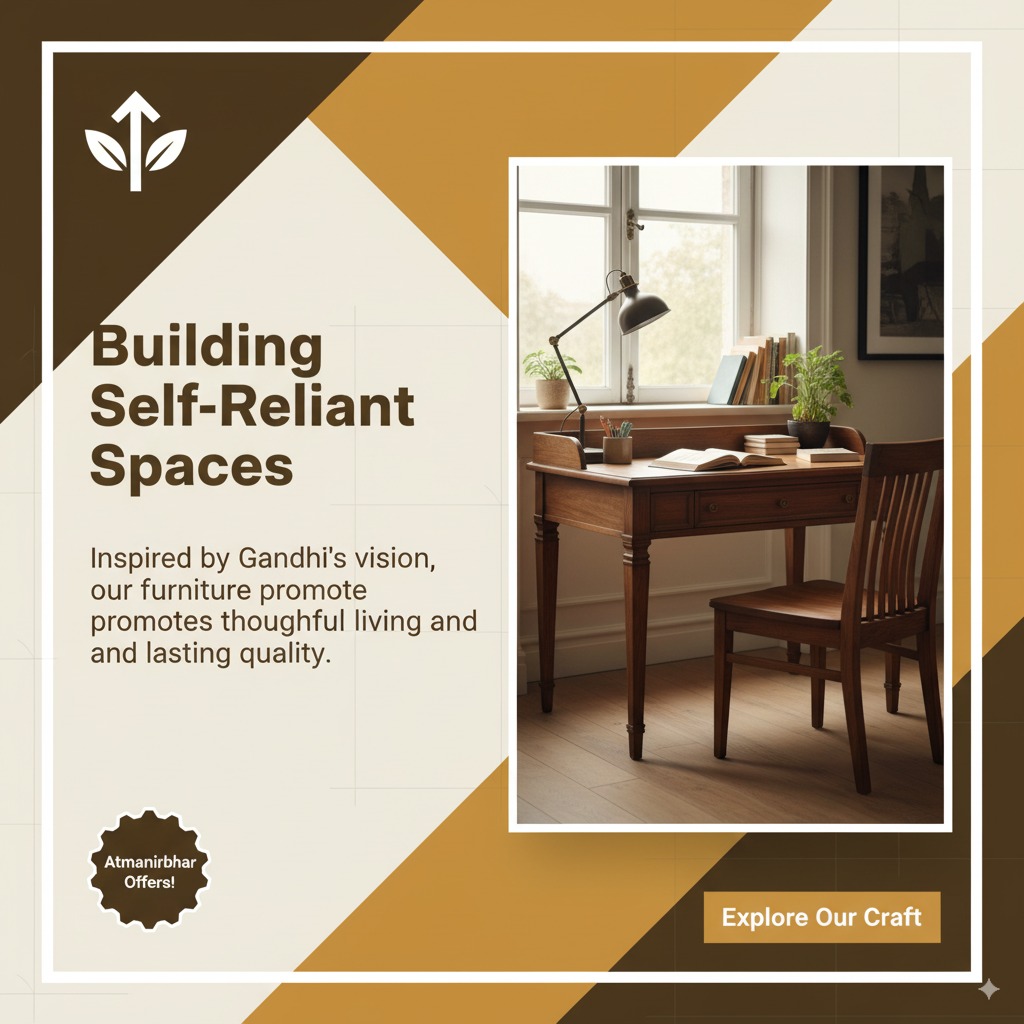 Building
Self-Reliant
Spaces
Inspired by Gandhi's vision,
our furniture promote
promotes thoughtful living and
and lasting quality.
Atmanirbhar
Offers!
Explore Our Craft